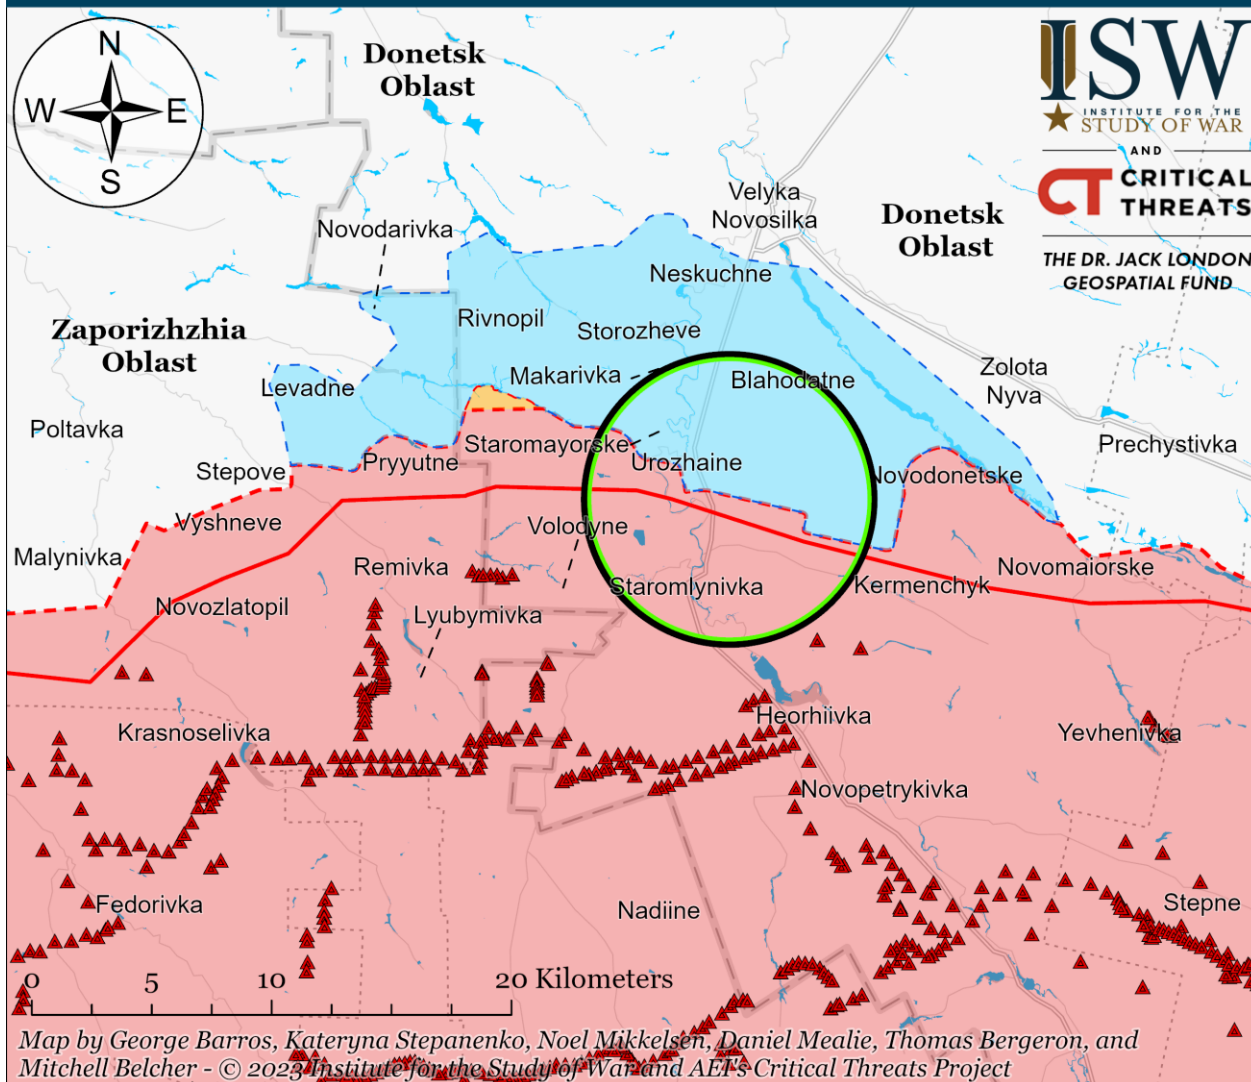 N
W
E
S
Donetsk
Oblast
ISW
INSTITUTE FOR THE
STUDY OF WAR
AND
CT CRITICAL
THREATS
THE DR. JACK LONDON
GEOSPATIAL FUND
Velyka
Novosilka
Donetsk
Oblast
Novodarivka
Neskuchne
Zaporizhzhia
Oblast
Rivnopil
Storozheve
Zolota
Nyva
Levadne
Makarivka
Blahodatne
Poltavka
Staromayorske
Prechystivka
Stepove
Pryyutne
Urozhaine
Novodonetske
Vyshneve
Volodyne
Malynivka
Remivka
Novomaiorske
Staromlynivka
Kermenchyk
Novozlatopil
Lyubymivka
Krasnoselivka
Heorhiivka
Yevhenivka
Novopetrykivka
Fedorivka
Nadiine
Stepne
0 5 10 20 Kilometers
Map by George Barros, Kateryna Stepanenko, Noel Mikkelsen, Daniel Mealie, Thomas Bergeron, and
Mitchell Belcher - © 2023 Institute for the Study of War and AEI's Critical Threats Project